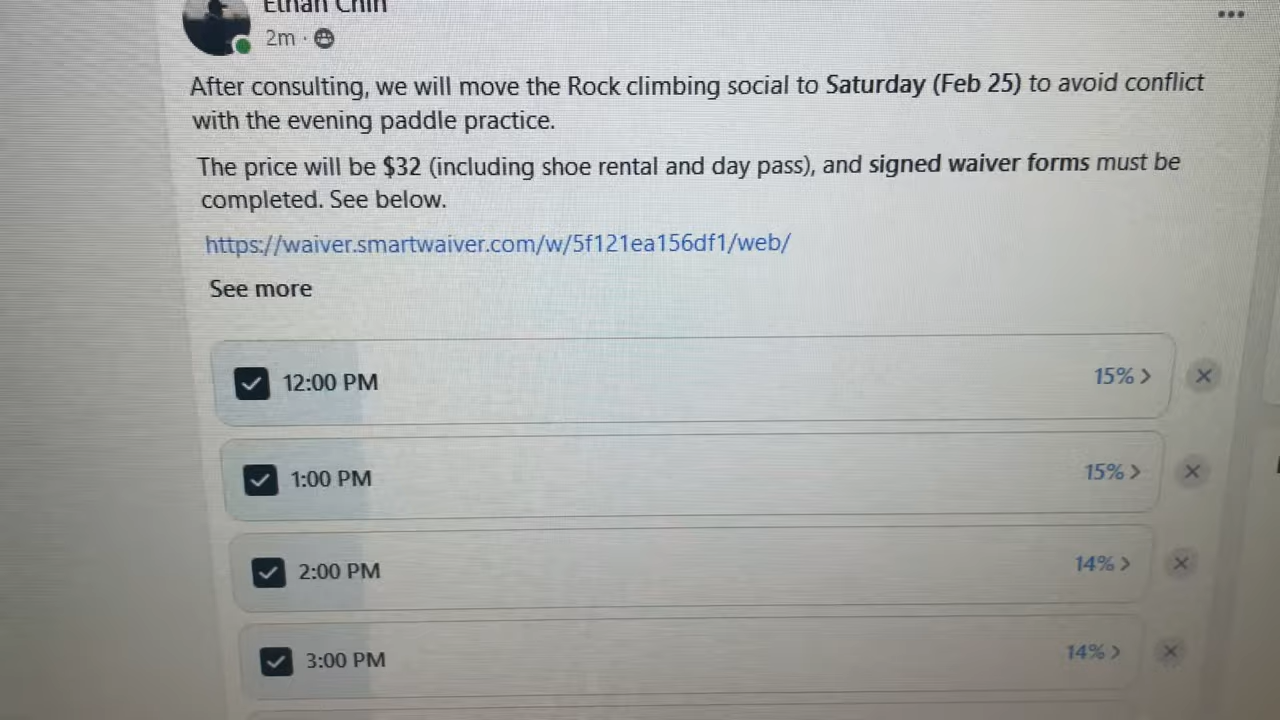 Ethan Chin
2m ·
After consulting, we will move the Rock climbing social to Saturday (Feb 25) to avoid conflict
with the evening paddle practice.
The price will be $32 (including shoe rental and day pass), and signed waiver forms must be
completed. See below.
https://waiver.smartwaiver.com/w/5f121ea156df1/web/
See more
12:00 PM 15% >
1:00 PM 15% >
2:00 PM 14% >
3:00 PM 14% >